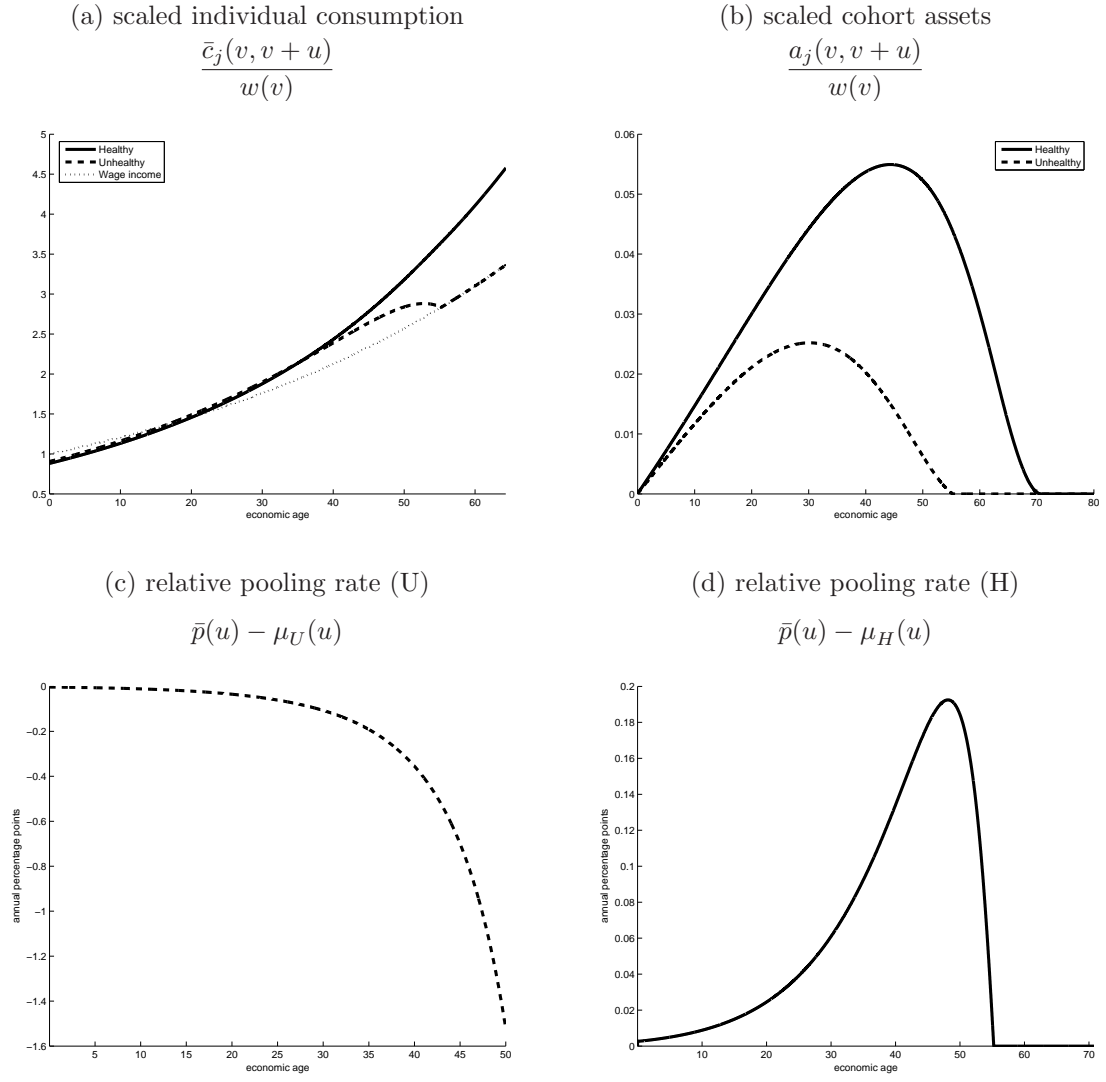 (a) scaled individual consumption
c̄_j(v, v + u)
w(v)
(b) scaled cohort assets
a_j(v, v + u)
w(v)
5
4.5
4
3.5
3
2.5
2
1.5
1
0.5
Healthy
Unhealthy
Wage income
0 10 20 30 40 50 60
economic age
0.06
0.05
0.04
0.03
0.02
0.01
0
Healthy
Unhealthy
0 10 20 30 40 50 60 70 80
economic age
(c) relative pooling rate (U)
p̄(u) − μ_U(u)
(d) relative pooling rate (H)
p̄(u) − μ_H(u)
annual percentage points
0
−0.2
−0.4
−0.6
−0.8
−1
−1.2
−1.4
−1.6
5 10 15 20 25 30 35 40 45 50
economic age
annual percentage points
0.2
0.18
0.16
0.14
0.12
0.1
0.08
0.06
0.04
0.02
0
0 10 20 30 40 50 60 70
economic age